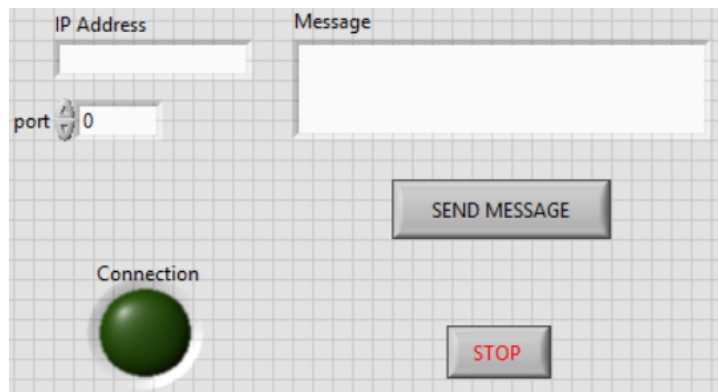 IP Address
Message
port 0
SEND MESSAGE
Connection
STOP